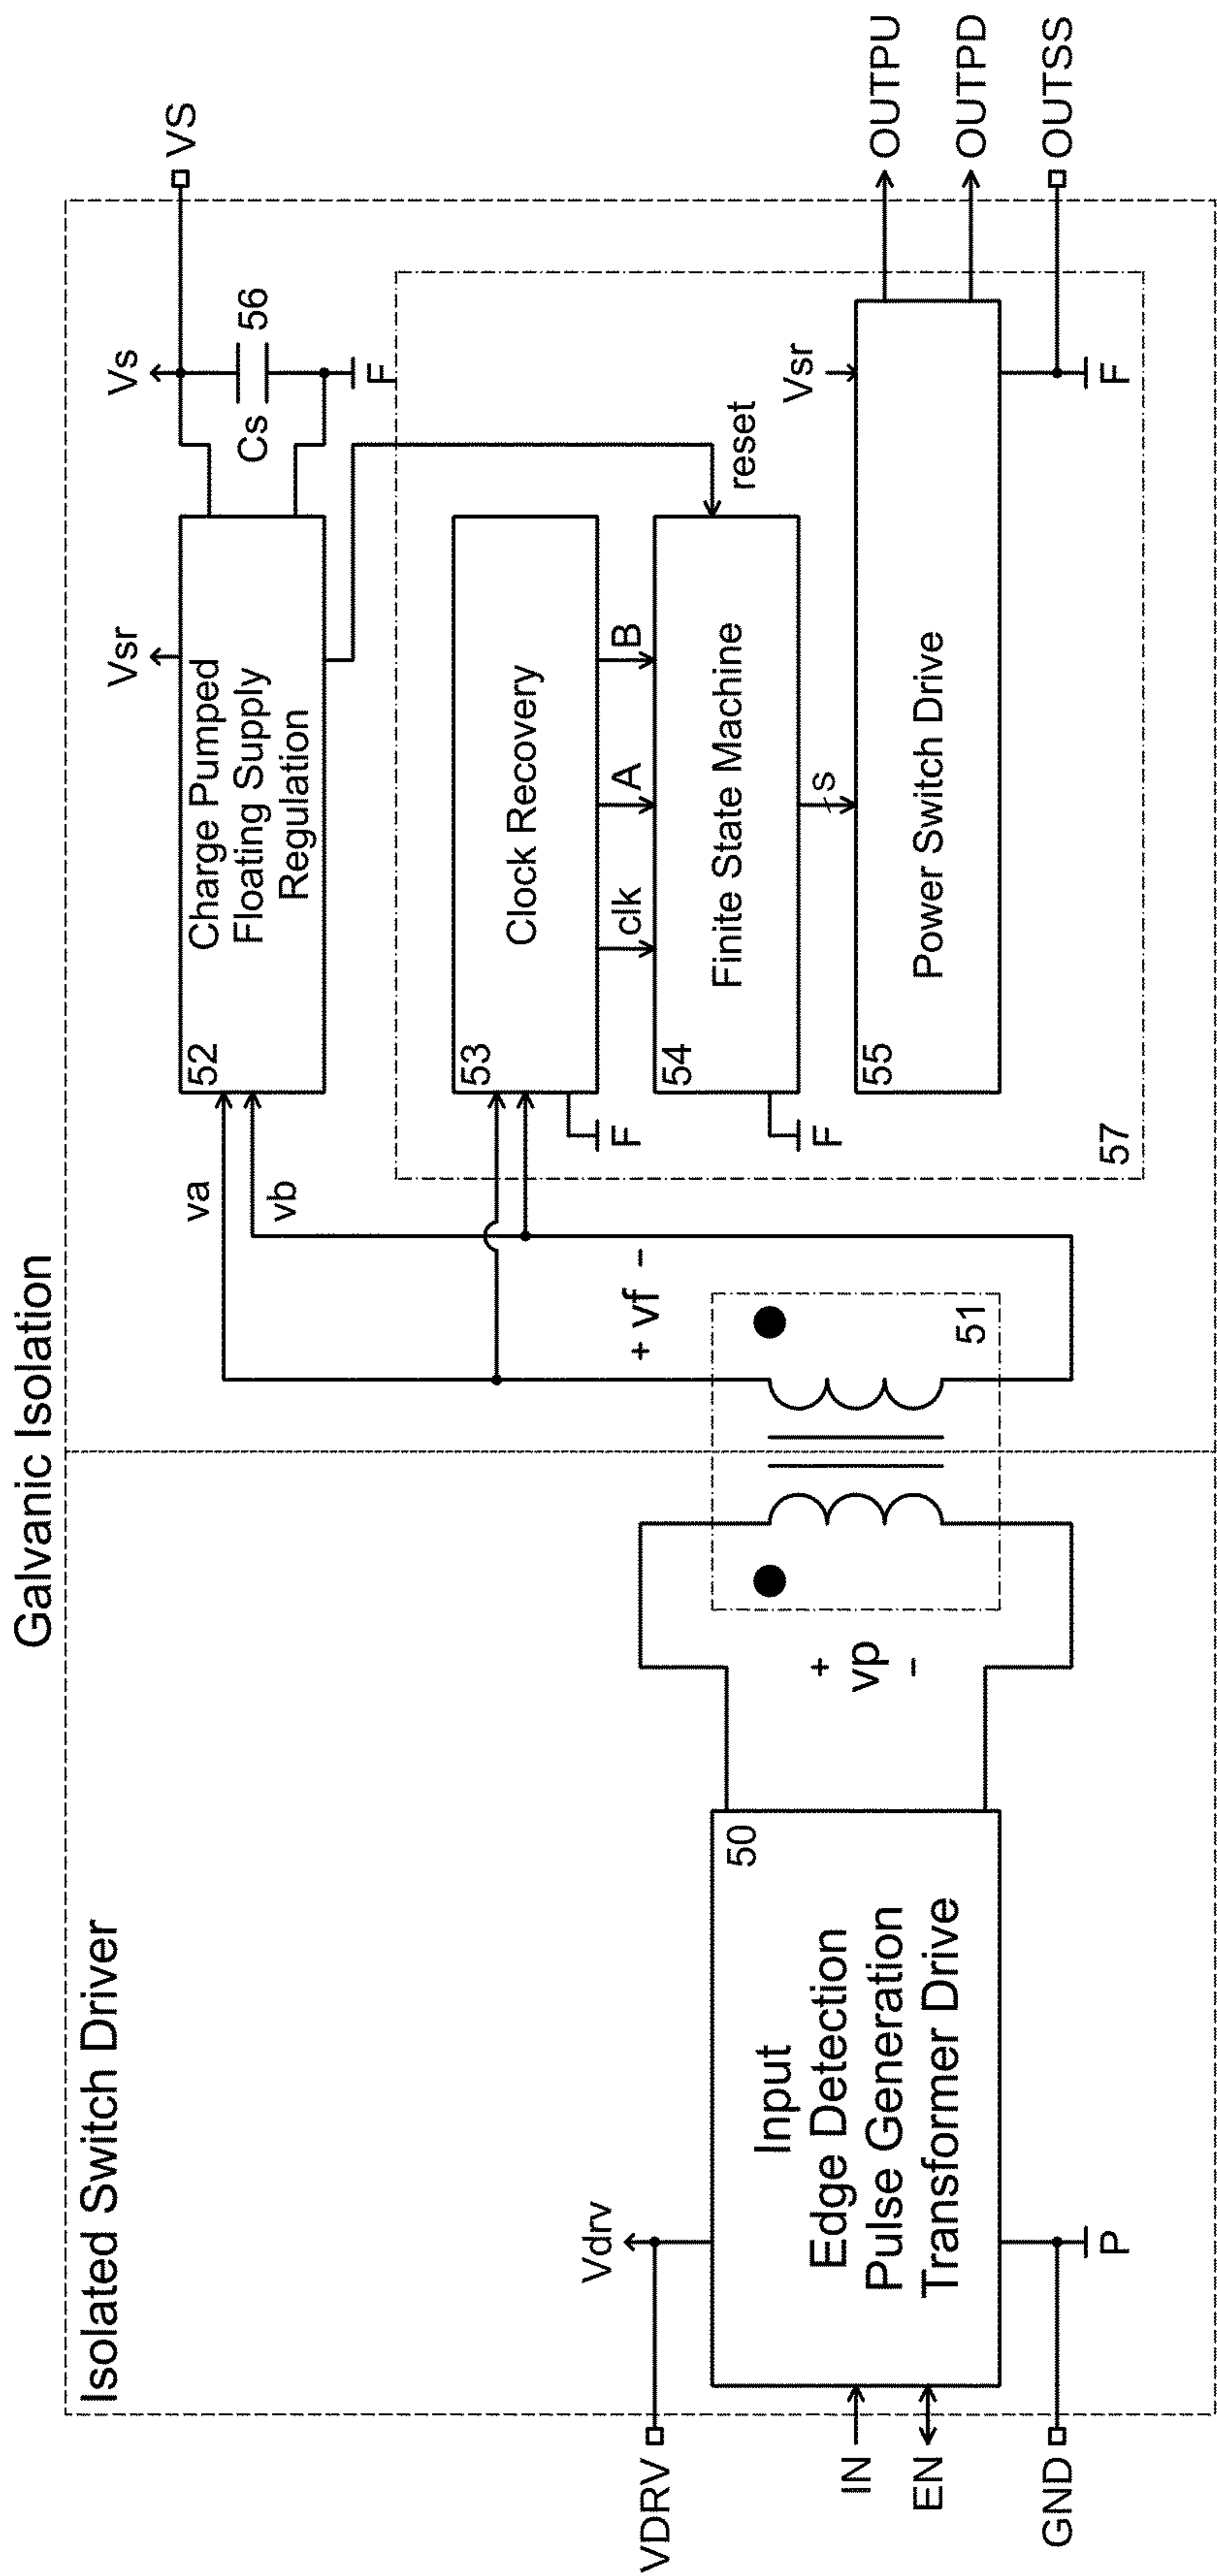 Galvanic Isolation
Isolated Switch Driver
VDRV
Vdrv
IN
EN
GND
P
50
Input
Edge Detection
Pulse Generation
Transformer Drive
+
vp
−
51
+ vf −
va
vb
52
Charge Pumped
Floating Supply
Regulation
Vsr
Vs
VS
Cs
56
F
53
Clock Recovery
F
clk
A
B
54
Finite State Machine
F
reset
s
55
Power Switch Drive
Vsr
F
57
OUTPU
OUTPD
OUTSS